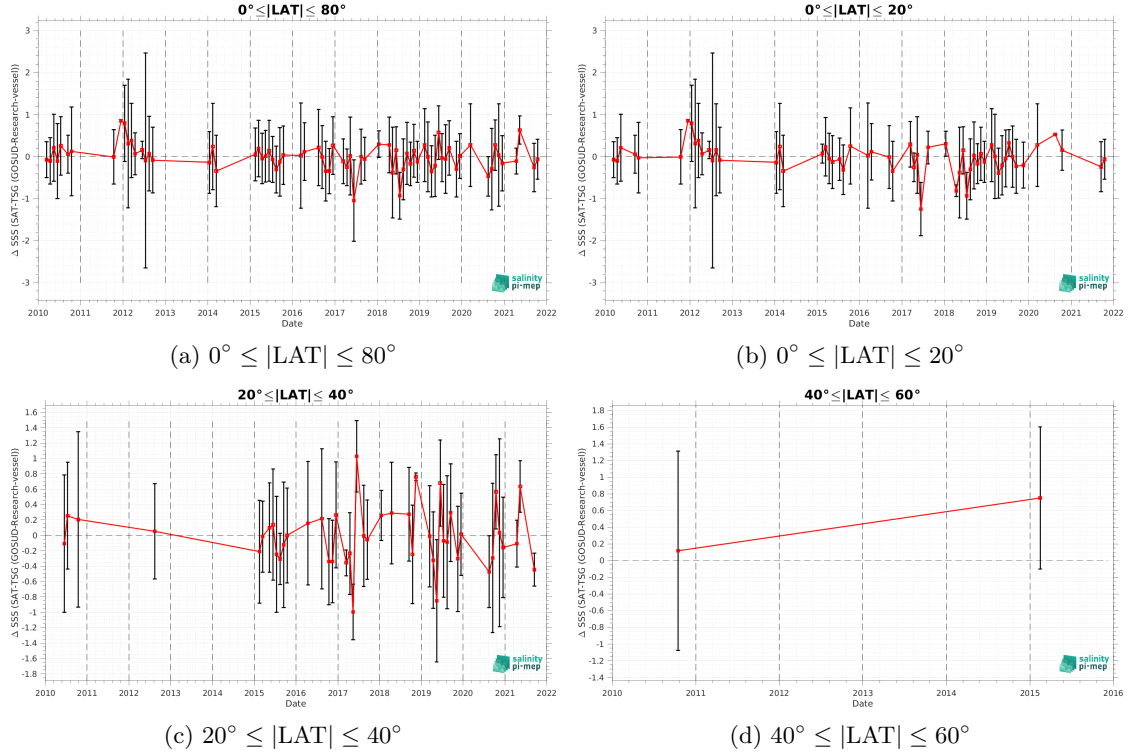 0°≤|LAT|≤ 80°
Δ SSS (SAT-TSG (GOSUD-Research-vessel))
3
2
1
0
-1
-2
-3
2010 2011 2012 2013 2014 2015 2016 2017 2018 2019 2020 2021 2022
Date
salinity
pi-mep
(a) 0° ≤ |LAT| ≤ 80°
0°≤|LAT|≤ 20°
Δ SSS (SAT-TSG (GOSUD-Research-vessel))
3
2
1
0
-1
-2
-3
2010 2011 2012 2013 2014 2015 2016 2017 2018 2019 2020 2021 2022
Date
salinity
pi-mep
(b) 0° ≤ |LAT| ≤ 20°
20°≤|LAT|≤ 40°
Δ SSS (SAT-TSG (GOSUD-Research-vessel))
1.6
1.4
1.2
1
0.8
0.6
0.4
0.2
0
-0.2
-0.4
-0.6
-0.8
-1
-1.2
-1.4
-1.6
-1.8
2010 2011 2012 2013 2014 2015 2016 2017 2018 2019 2020 2021 2022
Date
salinity
pi-mep
(c) 20° ≤ |LAT| ≤ 40°
40°≤|LAT|≤ 60°
Δ SSS (SAT-TSG (GOSUD-Research-vessel))
1.8
1.6
1.4
1.2
1
0.8
0.6
0.4
0.2
0
-0.2
-0.4
-0.6
-0.8
-1
-1.2
-1.4
2010 2011 2012 2013 2014 2015 2016
Date
salinity
pi-mep
(d) 40° ≤ |LAT| ≤ 60°